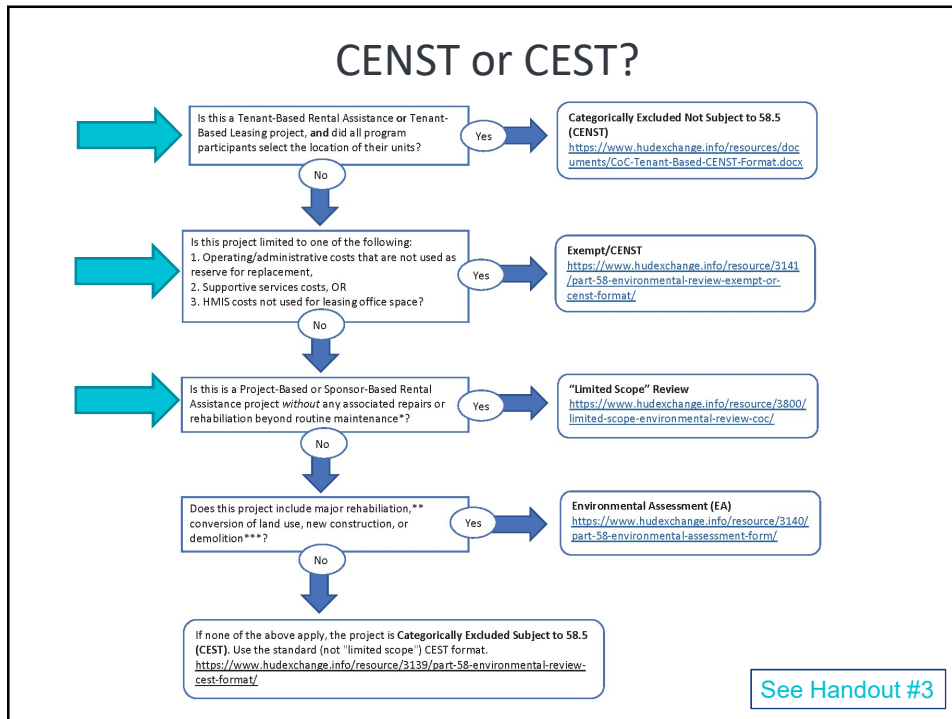 CENST or CEST?
Is this a Tenant-Based Rental Assistance or Tenant-
Based Leasing project, and did all program
participants select the location of their units?
Yes
Categorically Excluded Not Subject to 58.5
(CENST)
https://www.hudexchange.info/resources/doc
uments/CoC-Tenant-Based-CENST-Format.docx
No
Is this project limited to one of the following:
1. Operating/administrative costs that are not used as
reserve for replacement,
2. Supportive services costs, OR
3. HMIS costs not used for leasing office space?
Yes
Exempt/CENST
https://www.hudexchange.info/resource/3141
/part-58-environmental-review-exempt-or-
censt-format/
No
Is this is a Project-Based or Sponsor-Based Rental
Assistance project without any associated repairs or
rehabiliation beyond routine maintenance*?
Yes
"Limited Scope" Review
https://www.hudexchange.info/resource/3800/
limited-scope-environmental-review-coc/
No
Does this project include major rehabiliation,**
conversion of land use, new construction, or
demolition***?
Yes
Environmental Assessment (EA)
https://www.hudexchange.info/resource/3140/
part-58-environmental-assessment-form/
No
If none of the above apply, the project is Categorically Excluded Subject to 58.5
(CEST). Use the standard (not "limited scope") CEST format.
https://www.hudexchange.info/resource/3139/part-58-environmental-review-
cest-format/
See Handout #3